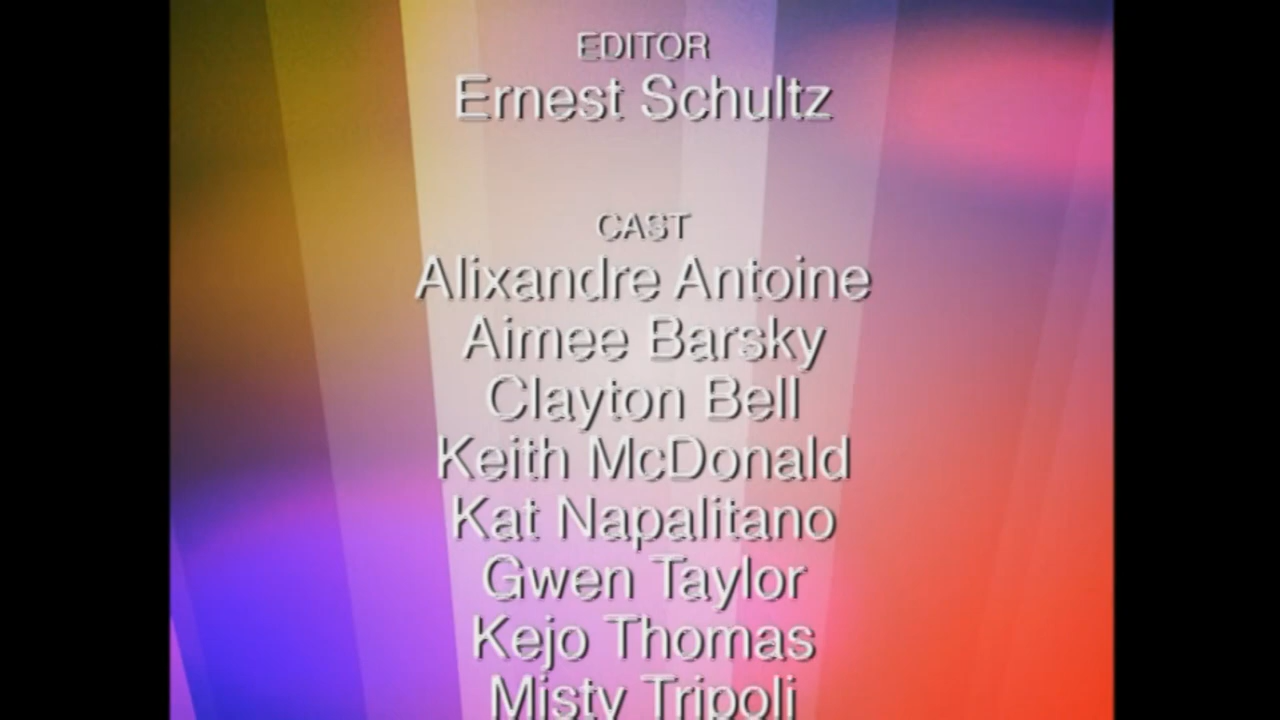 EDITOR
Ernest Schultz
CAST
Alixandre Antoine
Aimee Barsky
Clayton Bell
Keith McDonald
Kat Napalitano
Gwen Taylor
Kejo Thomas
Misty Tripoli